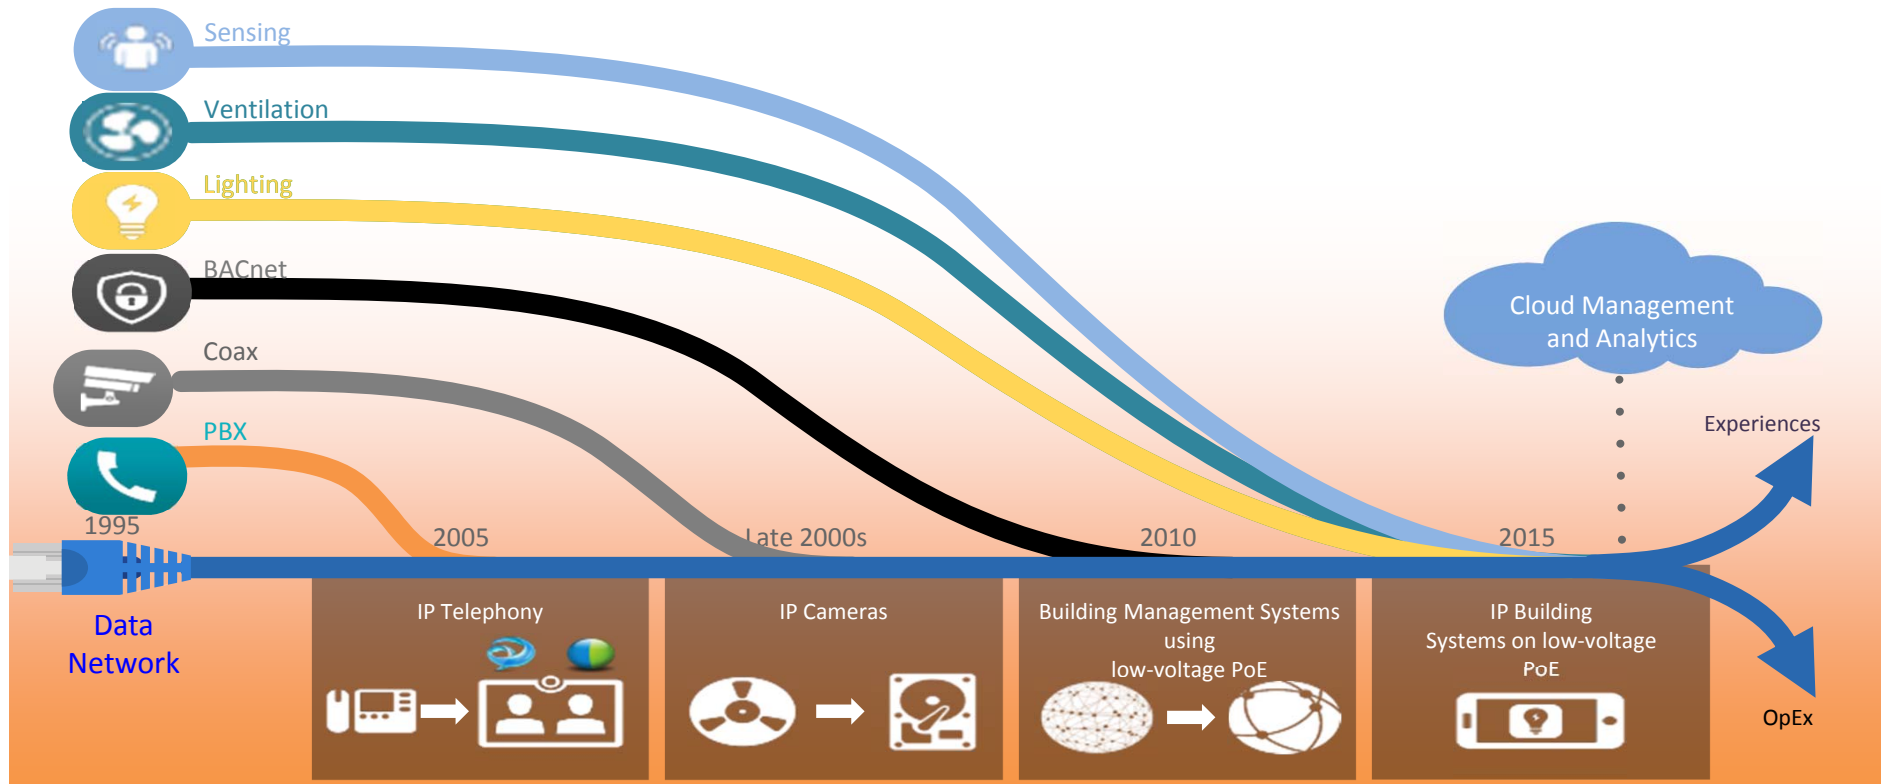 Sensing
Ventilation
Lighting
BACnet
Coax
PBX
1995
2005
Late 2000s
2010
2015
Cloud Management
and Analytics
Experiences
Data
Network
IP Telephony
IP Cameras
Building Management Systems
using
low-voltage PoE
IP Building
Systems on low-voltage
PoE
OpEx